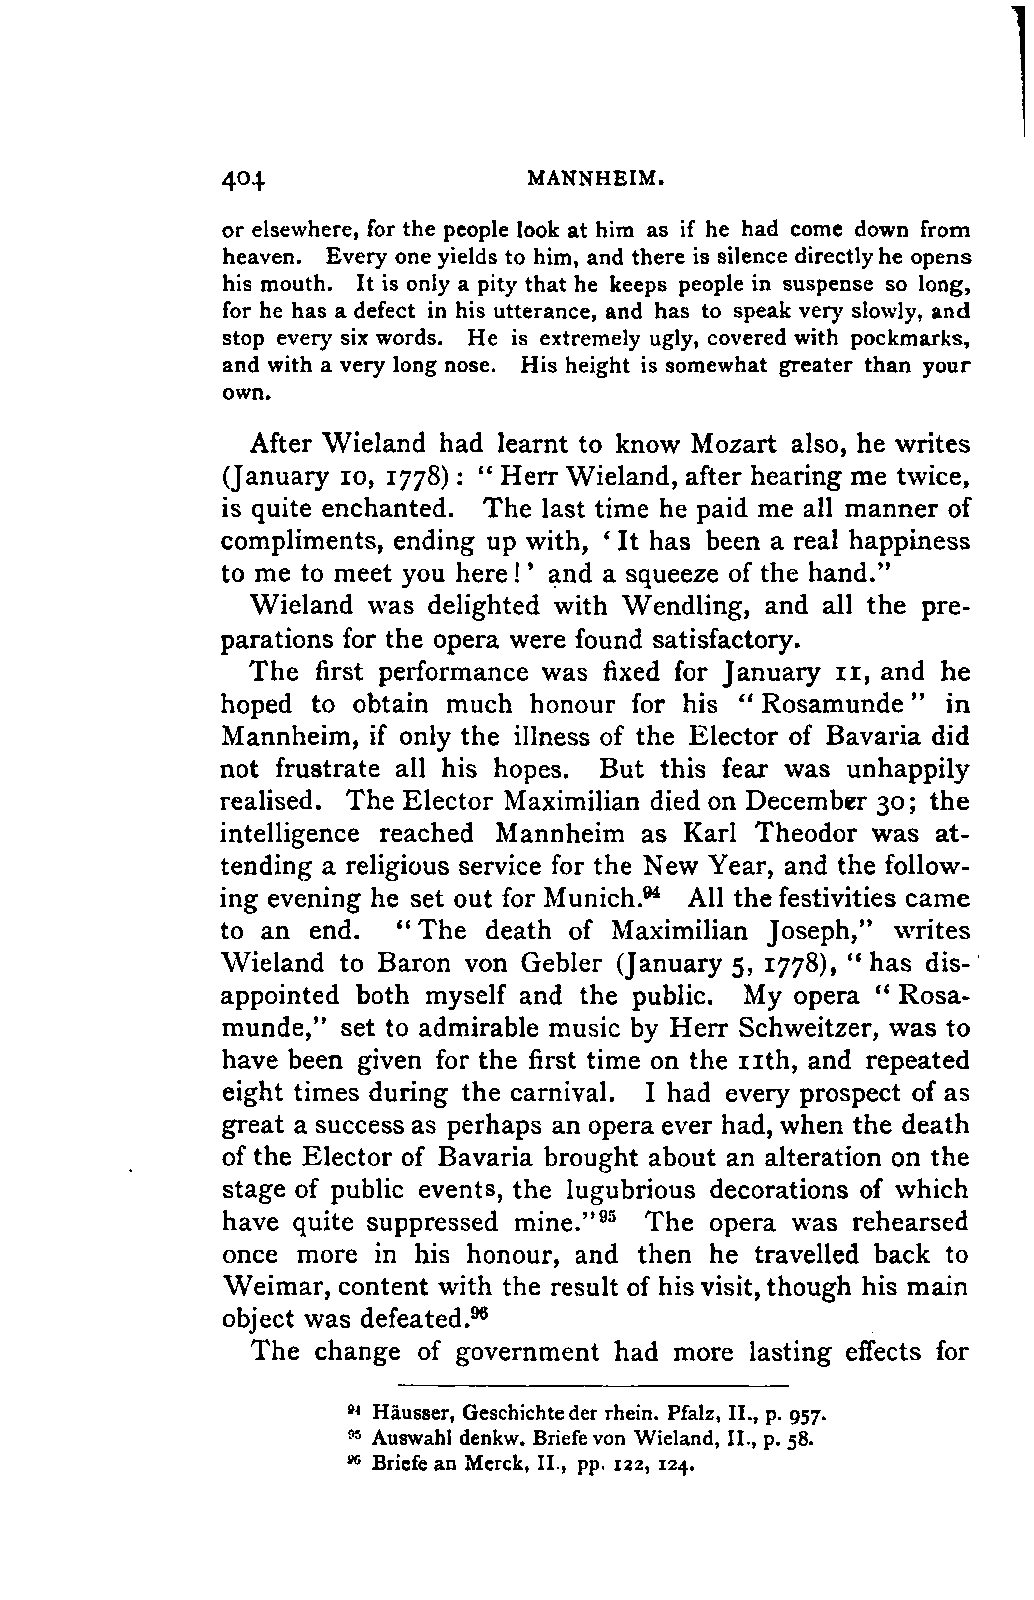 404 MANNHEIM.
or elsewhere, for the people look at him as if he had come down from
heaven. Every one yields to him, and there is silence directly he opens
his mouth. It is only a pity that he keeps people in suspense so long,
for he has a defect in his utterance, and has to speak very slowly, and
stop every six words. He is extremely ugly, covered with pockmarks,
and with a very long nose. His height is somewhat greater than your
own.
After Wieland had learnt to know Mozart also, he writes
(January 10, 1778): “Herr Wieland, after hearing me twice,
is quite enchanted. The last time he paid me all manner of
compliments, ending up with, ‘It has been a real happiness
to me to meet you here!’ and a squeeze of the hand.”
Wieland was delighted with Wendling, and all the pre-
parations for the opera were found satisfactory.
The first performance was fixed for January 11, and he
hoped to obtain much honour for his “Rosamunde” in
Mannheim, if only the illness of the Elector of Bavaria did
not frustrate all his hopes. But this fear was unhappily
realised. The Elector Maximilian died on December 30; the
intelligence reached Mannheim as Karl Theodor was at-
tending a religious service for the New Year, and the follow-
ing evening he set out for Munich.⁹⁴ All the festivities came
to an end. “The death of Maximilian Joseph,” writes
Wieland to Baron von Gebler (January 5, 1778), “has dis-
appointed both myself and the public. My opera “Rosa-
munde,” set to admirable music by Herr Schweitzer, was to
have been given for the first time on the 11th, and repeated
eight times during the carnival. I had every prospect of as
great a success as perhaps an opera ever had, when the death
of the Elector of Bavaria brought about an alteration on the
stage of public events, the lugubrious decorations of which
have quite suppressed mine.”⁹⁵ The opera was rehearsed
once more in his honour, and then he travelled back to
Weimar, content with the result of his visit, though his main
object was defeated.⁹⁶
The change of government had more lasting effects for
⁹⁴ Häusser, Geschichte der rhein. Pfalz, II., p. 957.
⁹⁵ Auswahl denkw. Briefe von Wieland, II., p. 58.
⁹⁶ Briefe an Merck, II., pp. 122, 124.